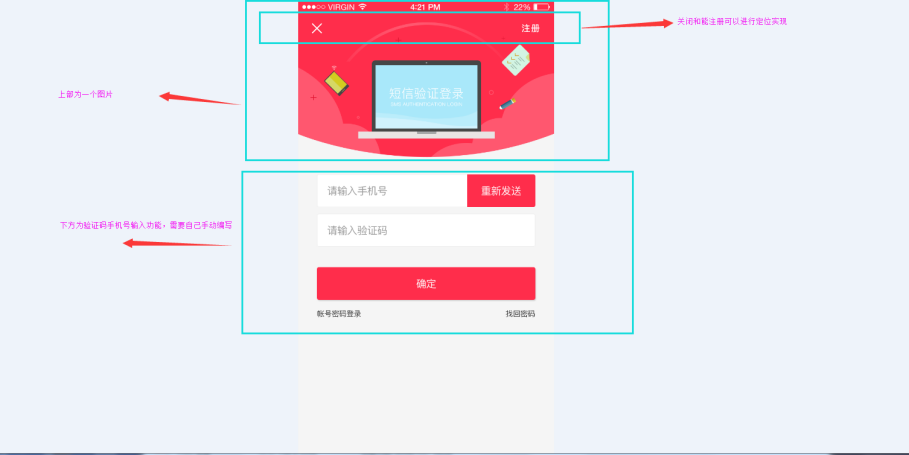 VIRGIN 4:21 PM 22%
注册
关闭和能注册可以进行定位实现
上部为一个图片
短信验证登录
请输入手机号 重新发送
下方为验证码手机号输入功能，需要自己手动编写
请输入验证码
确定
帐号密码登录 找回密码